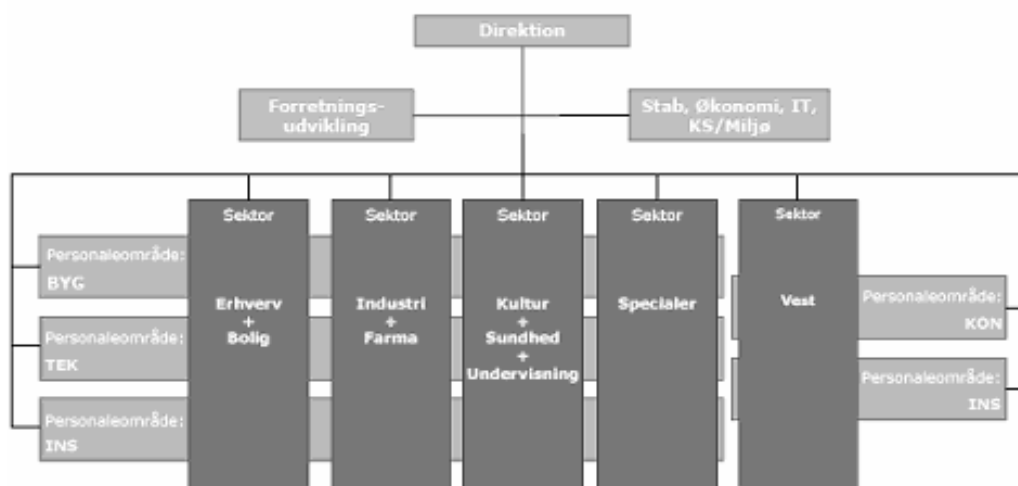 Direktion
Forretnings-
udvikling
Stab, Økonomi, IT,
KS/Miljø
Sektor
Erhverv
+
Bolig
Sektor
Industri
+
Farma
Sektor
Kultur
+
Sundhed
+
Undervisning
Sektor
Specialer
Sektor
Vest
Personaleområde:
BYG
Personaleområde:
TEK
Personaleområde:
INS
Personaleområde:
KON
Personaleområde:
INS